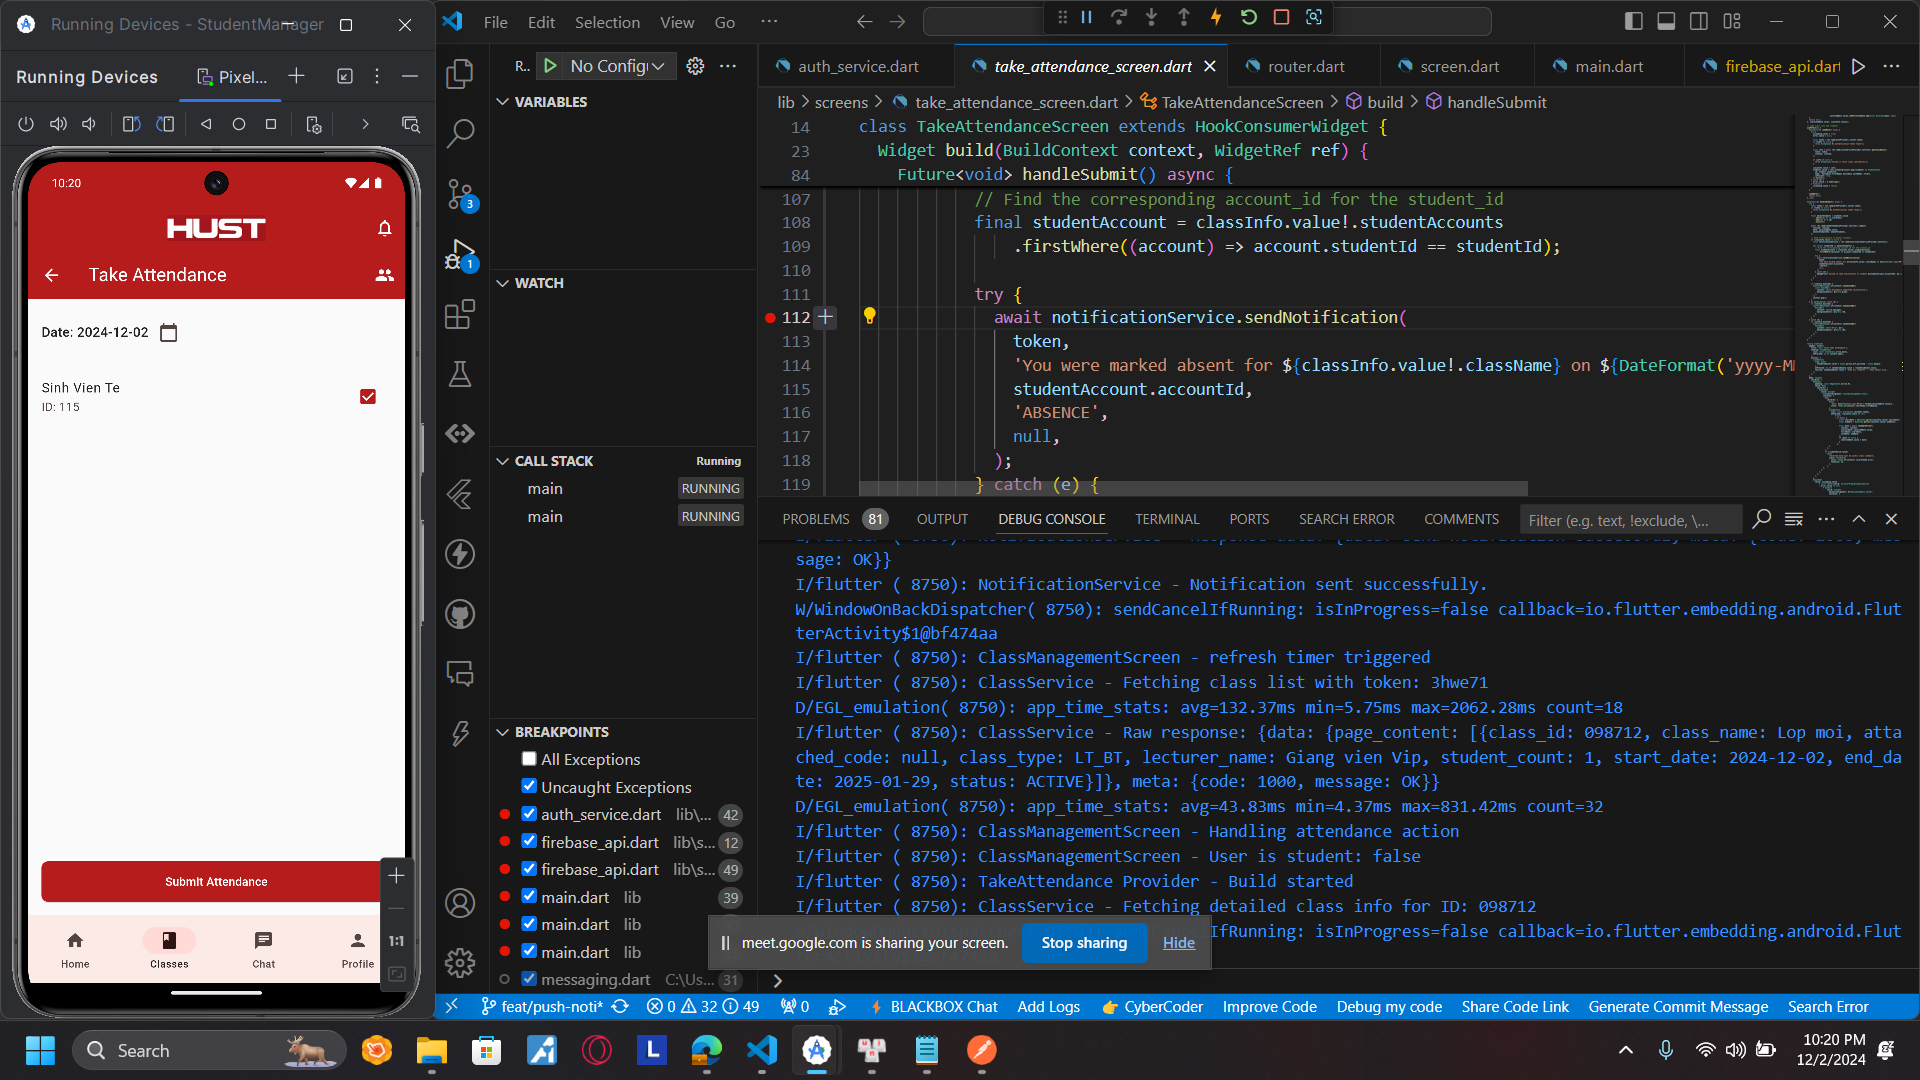 Running Devices - StudentManager
File Edit Selection View Go ···
Running Devices Pixel...
10:20
HUST
Take Attendance
Date: 2024-12-02
Sinh Vien Te
ID: 115
Submit Attendance
Home Classes Chat Profile
1:1
R.. No Config
VARIABLES
WATCH
CALL STACK Running
main RUNNING
main RUNNING
BREAKPOINTS
All Exceptions
Uncaught Exceptions
auth_service.dart lib\... 42
firebase_api.dart lib\s... 12
firebase_api.dart lib\s... 49
main.dart lib 39
main.dart lib
main.dart lib
messaging.dart C:\Us... 31
3
1
auth_service.dart take_attendance_screen.dart router.dart screen.dart main.dart firebase_api.dart
lib > screens > take_attendance_screen.dart > TakeAttendanceScreen > build > handleSubmit
14 class TakeAttendanceScreen extends HookConsumerWidget {
23 Widget build(BuildContext context, WidgetRef ref) {
84 Future<void> handleSubmit() async {
107 // Find the corresponding account_id for the student_id
108 final studentAccount = classInfo.value!.studentAccounts
109 .firstWhere((account) => account.studentId == studentId);
110
111 try {
112 await notificationService.sendNotification(
113 token,
114 'You were marked absent for ${classInfo.value!.className} on ${DateFormat('yyyy-M
115 studentAccount.accountId,
116 'ABSENCE',
117 null,
118 );
119 } catch (e) {
PROBLEMS 81 OUTPUT DEBUG CONSOLE TERMINAL PORTS SEARCH ERROR COMMENTS Filter (e.g. text, !exclude, \...
sage: OK}}
I/flutter ( 8750): NotificationService - Notification sent successfully.
W/WindowOnBackDispatcher( 8750): sendCancelIfRunning: isInProgress=false callback=io.flutter.embedding.android.Flut
terActivity$1@bf474aa
I/flutter ( 8750): ClassManagementScreen - refresh timer triggered
I/flutter ( 8750): ClassService - Fetching class list with token: 3hwe71
D/EGL_emulation( 8750): app_time_stats: avg=132.37ms min=5.75ms max=2062.28ms count=18
I/flutter ( 8750): ClassService - Raw response: {data: {page_content: [{class_id: 098712, class_name: Lop moi, atta
ched_code: null, class_type: LT_BT, lecturer_name: Giang vien Vip, student_count: 1, start_date: 2024-12-02, end_da
te: 2025-01-29, status: ACTIVE}]}, meta: {code: 1000, message: OK}}
D/EGL_emulation( 8750): app_time_stats: avg=43.83ms min=4.37ms max=831.42ms count=32
I/flutter ( 8750): ClassManagementScreen - Handling attendance action
I/flutter ( 8750): ClassManagementScreen - User is student: false
I/flutter ( 8750): TakeAttendance Provider - Build started
I/flutter ( 8750): ClassService - Fetching detailed class info for ID: 098712
IfRunning: isInProgress=false callback=io.flutter.embedding.android.Flut
meet.google.com is sharing your screen. Stop sharing Hide
feat/push-noti* 0 32 49 0 BLACKBOX Chat Add Logs CyberCoder Improve Code Debug my code Share Code Link Generate Commit Message Search Error
Search
10:20 PM
12/2/2024